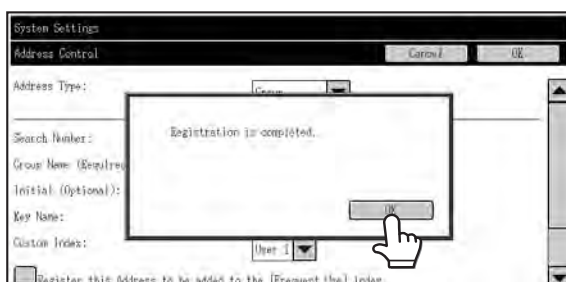 System Settings
Address Control
Cancel
OK
Address Type:
Group
Registration is completed.
Search Number:
Group Name (Required
Initial (Optional):
OK
Key Name:
Custom Index:
User 1
Register this Address to be added to the [Frequent Use] index.